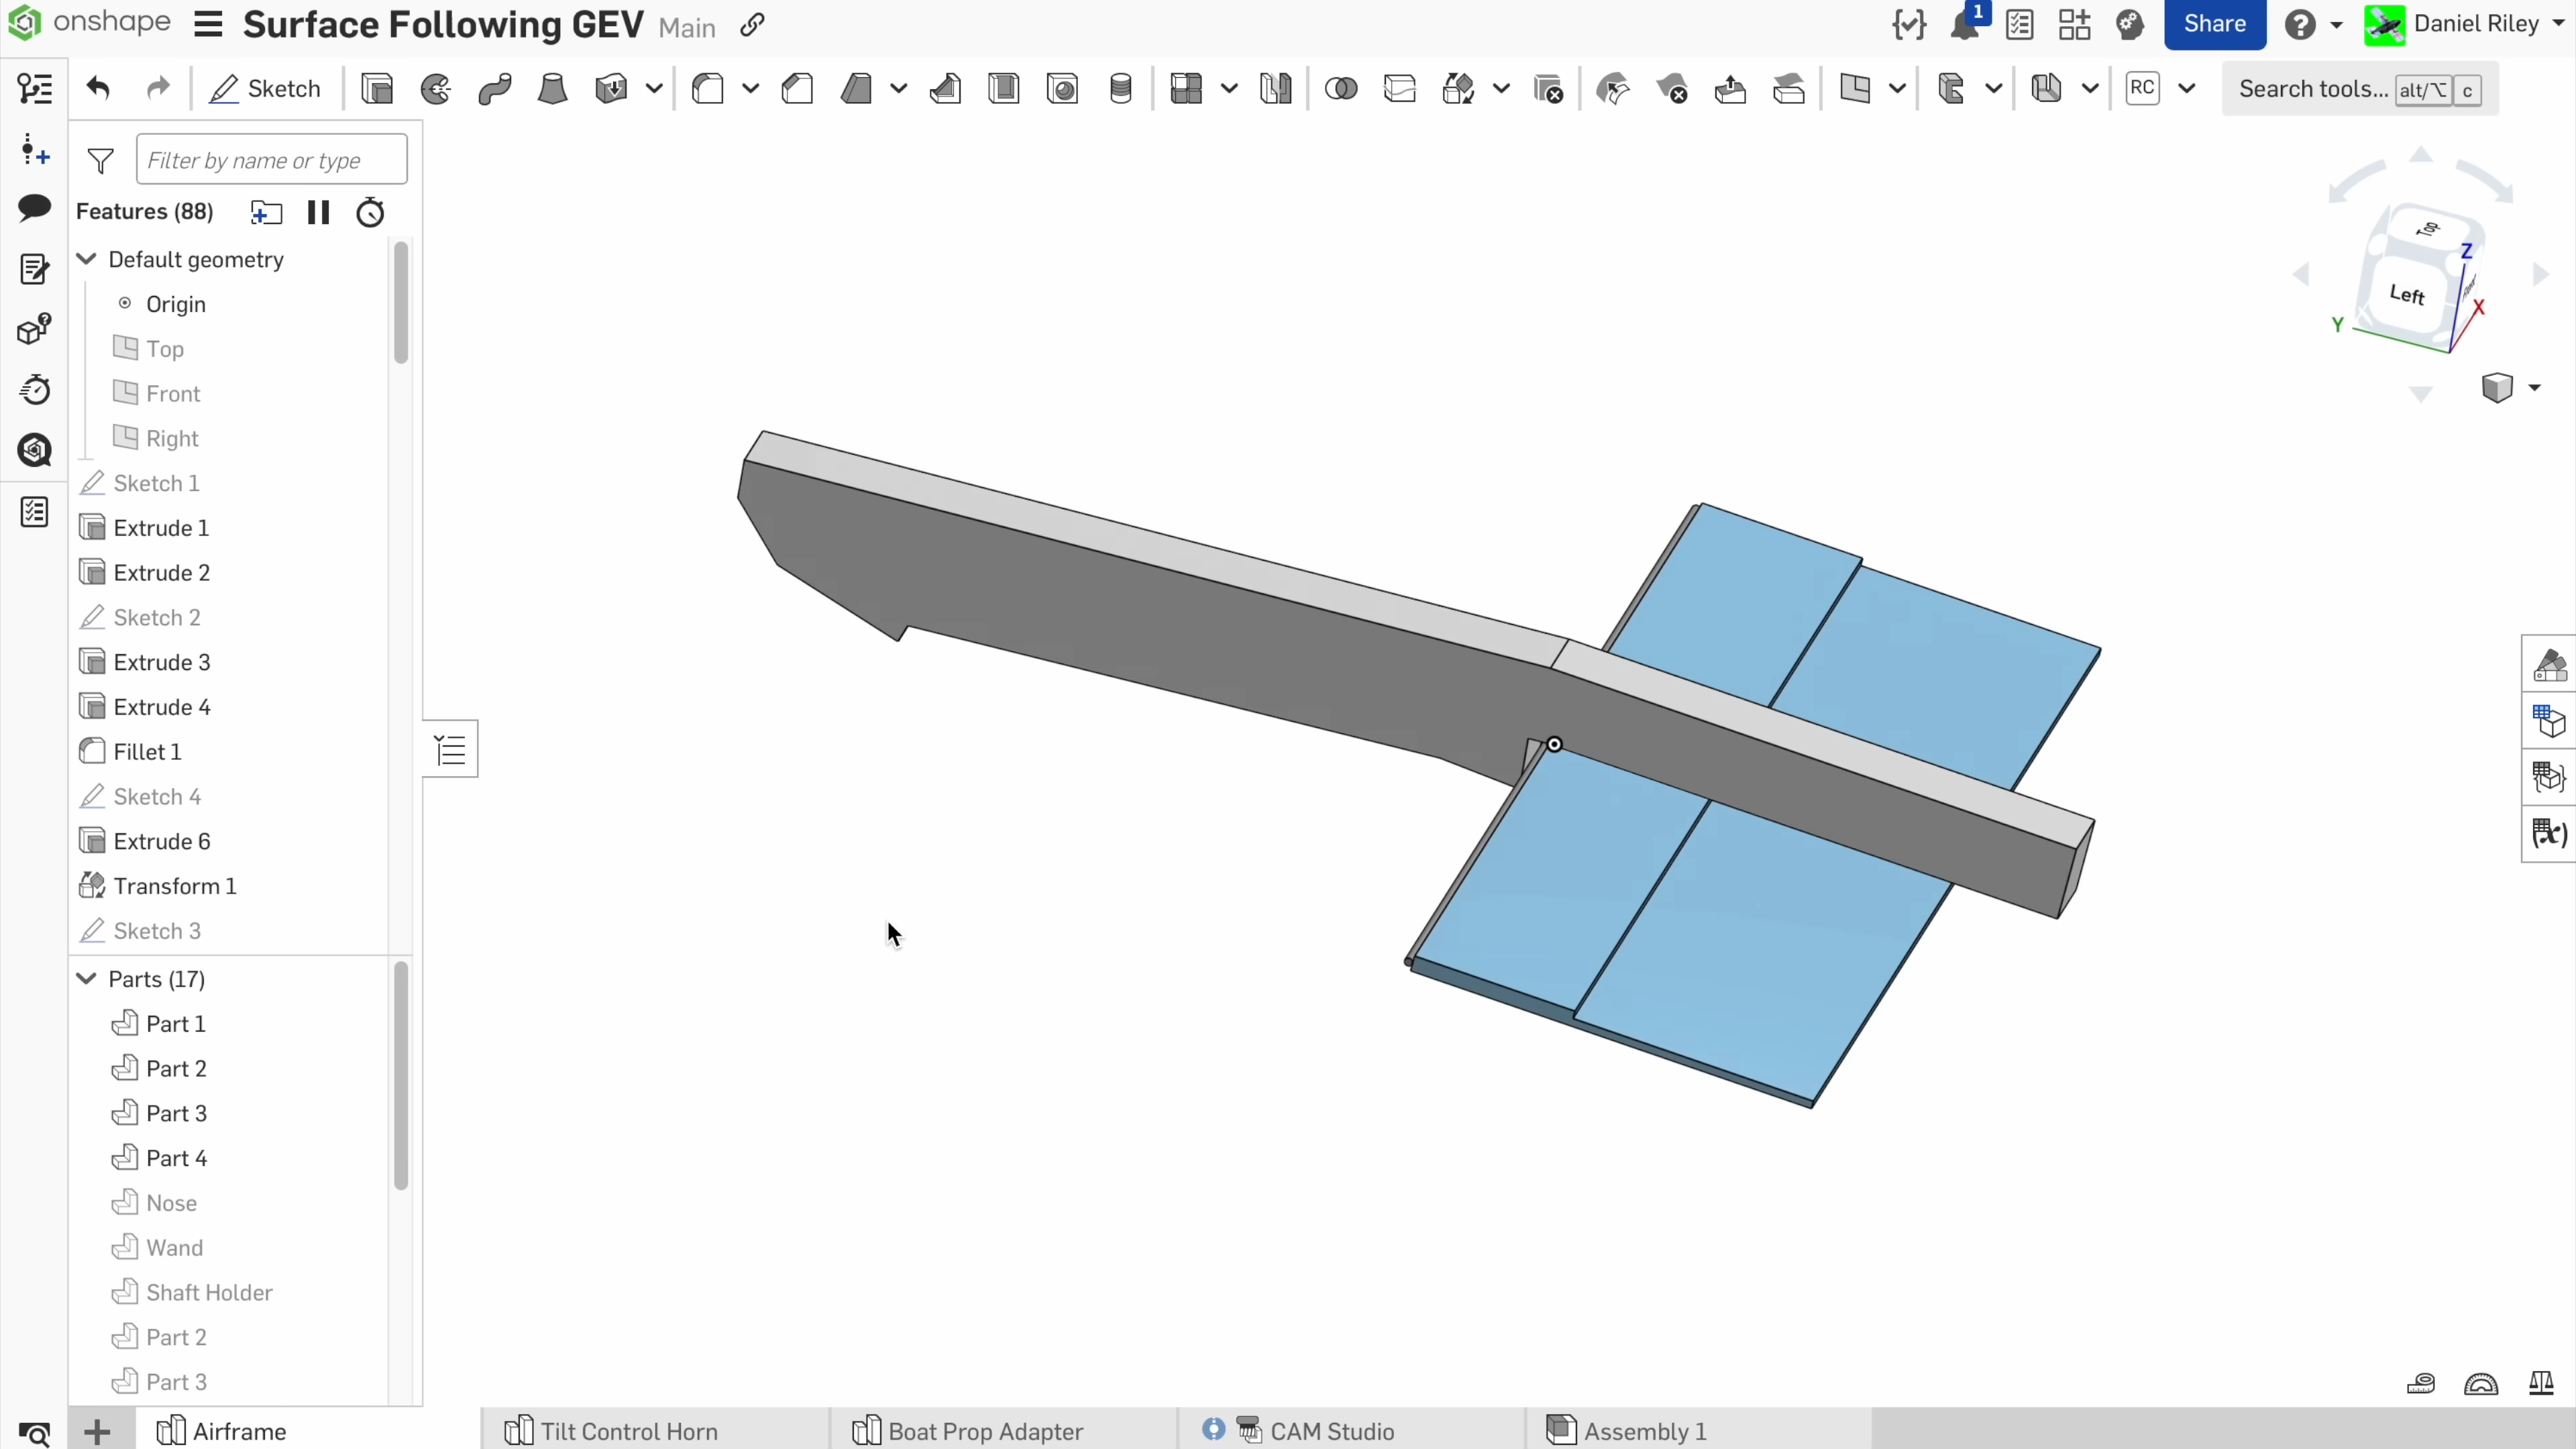 onshape Surface Following GEV Main 1 Share Daniel Riley
Sketch RC Search tools... alt/⌥ c
Filter by name or type
Features (88)
Default geometry
Origin
Top
Front
Right
Sketch 1
Extrude 1
Extrude 2
Sketch 2
Extrude 3
Extrude 4
Fillet 1
Sketch 4
Extrude 6
Transform 1
Sketch 3
Parts (17)
Part 1
Part 2
Part 3
Part 4
Nose
Wand
Shaft Holder
Part 2
Part 3
Top
Z
Left
X
Y
(x)
Airframe Tilt Control Horn Boat Prop Adapter CAM Studio Assembly 1